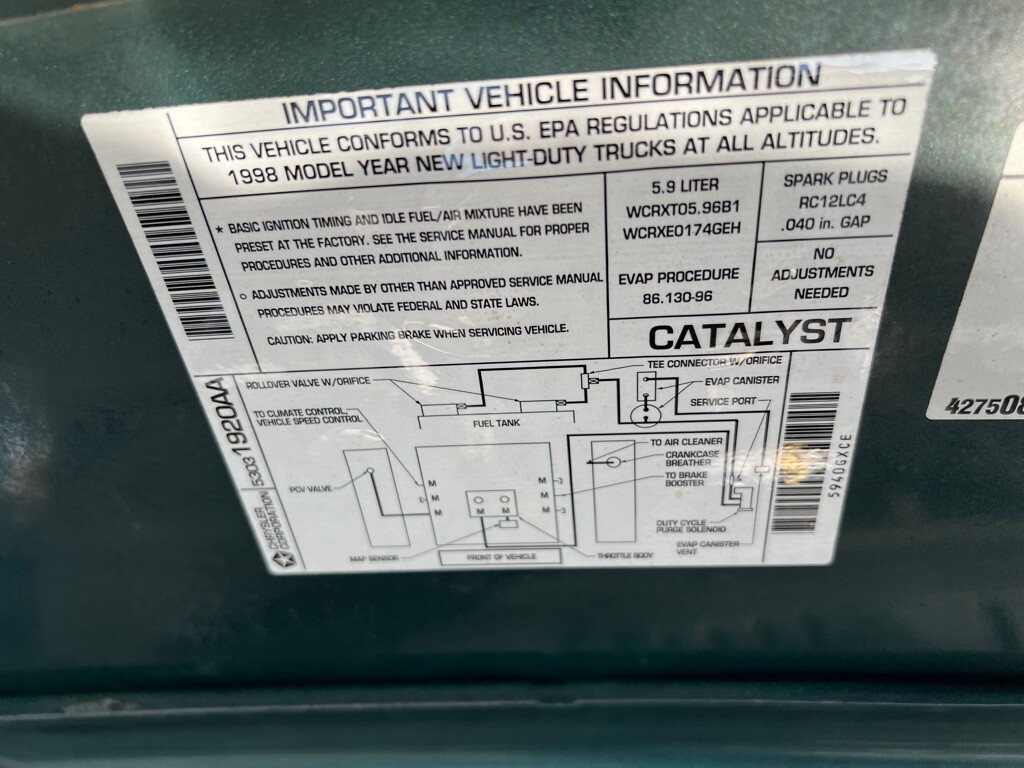 IMPORTANT VEHICLE INFORMATION
THIS VEHICLE CONFORMS TO U.S. EPA REGULATIONS APPLICABLE TO
1998 MODEL YEAR NEW LIGHT-DUTY TRUCKS AT ALL ALTITUDES.
* BASIC IGNITION TIMING AND IDLE FUEL/AIR MIXTURE HAVE BEEN
PRESET AT THE FACTORY. SEE THE SERVICE MANUAL FOR PROPER
PROCEDURES AND OTHER ADDITIONAL INFORMATION.
○ ADJUSTMENTS MADE BY OTHER THAN APPROVED SERVICE MANUAL
PROCEDURES MAY VIOLATE FEDERAL AND STATE LAWS.
CAUTION: APPLY PARKING BRAKE WHEN SERVICING VEHICLE.
5.9 LITER
WCRXT05.96B1
WCRXE0174GEH
EVAP PROCEDURE
86.130-96
SPARK PLUGS
RC12LC4
.040 in. GAP
NO
ADJUSTMENTS
NEEDED
CATALYST
ROLLOVER VALVE W/ORIFICE
TEE CONNECTOR W/ORIFICE
EVAP CANISTER
SERVICE PORT
FUEL TANK
TO CLIMATE CONTROL
VEHICLE SPEED CONTROL
PCV VALVE
M
M
M
M
M
M
M
M
TO AIR CLEANER
CRANKCASE
BREATHER
TO BRAKE
BOOSTER
DUTY CYCLE
PURGE SOLENOID
EVAP CANISTER
VENT
MAP SENSOR
FRONT OF VEHICLE
THROTTLE BODY
CHRYSLER
CORPORATION
53031920AA
5940GXCE
427508